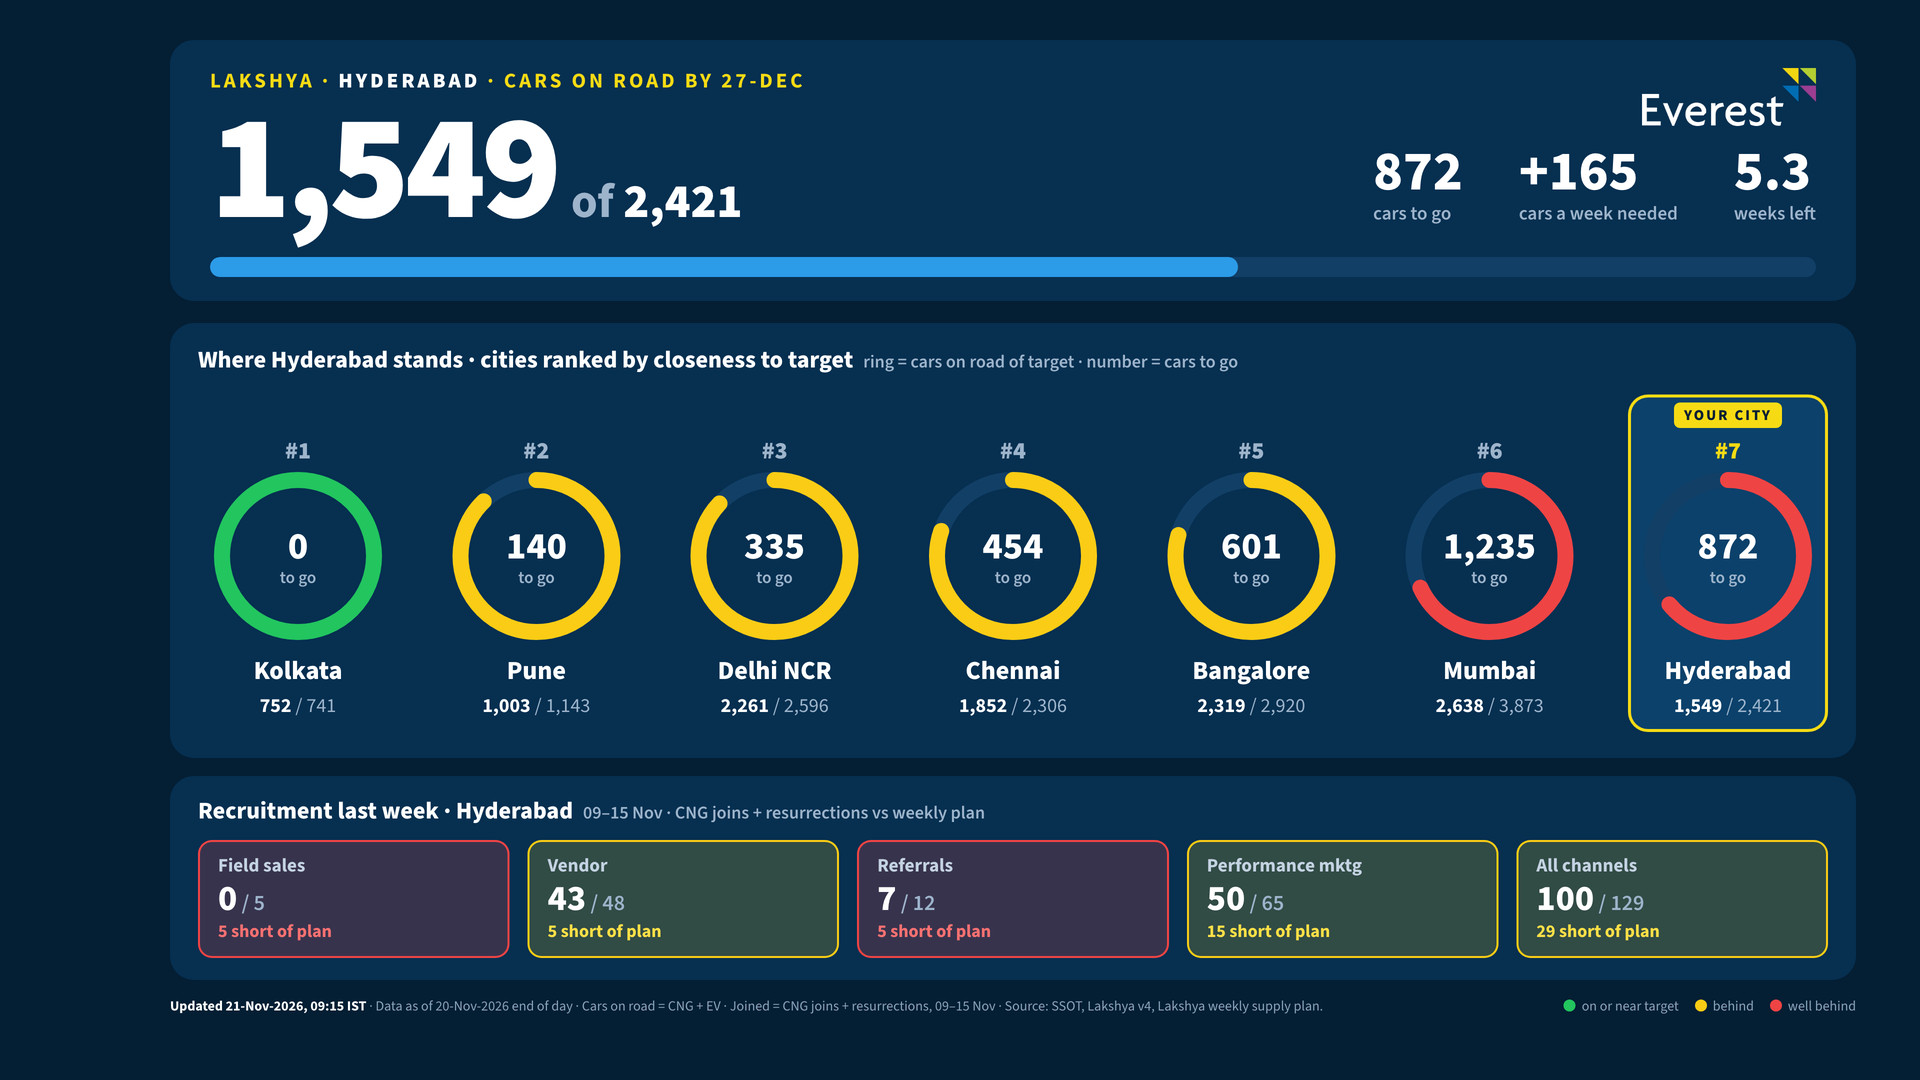 LAKSHYA · HYDERABAD · CARS ON ROAD BY 27-DEC
Everest
1,549 of 2,421
872
cars to go
+165
cars a week needed
5.3
weeks left
Where Hyderabad stands · cities ranked by closeness to target ring = cars on road of target · number = cars to go
#1
0
to go
Kolkata
752 / 741
#2
140
to go
Pune
1,003 / 1,143
#3
335
to go
Delhi NCR
2,261 / 2,596
#4
454
to go
Chennai
1,852 / 2,306
#5
601
to go
Bangalore
2,319 / 2,920
#6
1,235
to go
Mumbai
2,638 / 3,873
YOUR CITY
#7
872
to go
Hyderabad
1,549 / 2,421
Recruitment last week · Hyderabad 09–15 Nov · CNG joins + resurrections vs weekly plan
Field sales
0 / 5
5 short of plan
Vendor
43 / 48
5 short of plan
Referrals
7 / 12
5 short of plan
Performance mktg
50 / 65
15 short of plan
All channels
100 / 129
29 short of plan
Updated 21-Nov-2026, 09:15 IST · Data as of 20-Nov-2026 end of day · Cars on road = CNG + EV · Joined = CNG joins + resurrections, 09–15 Nov · Source: SSOT, Lakshya v4, Lakshya weekly supply plan.
on or near target
behind
well behind